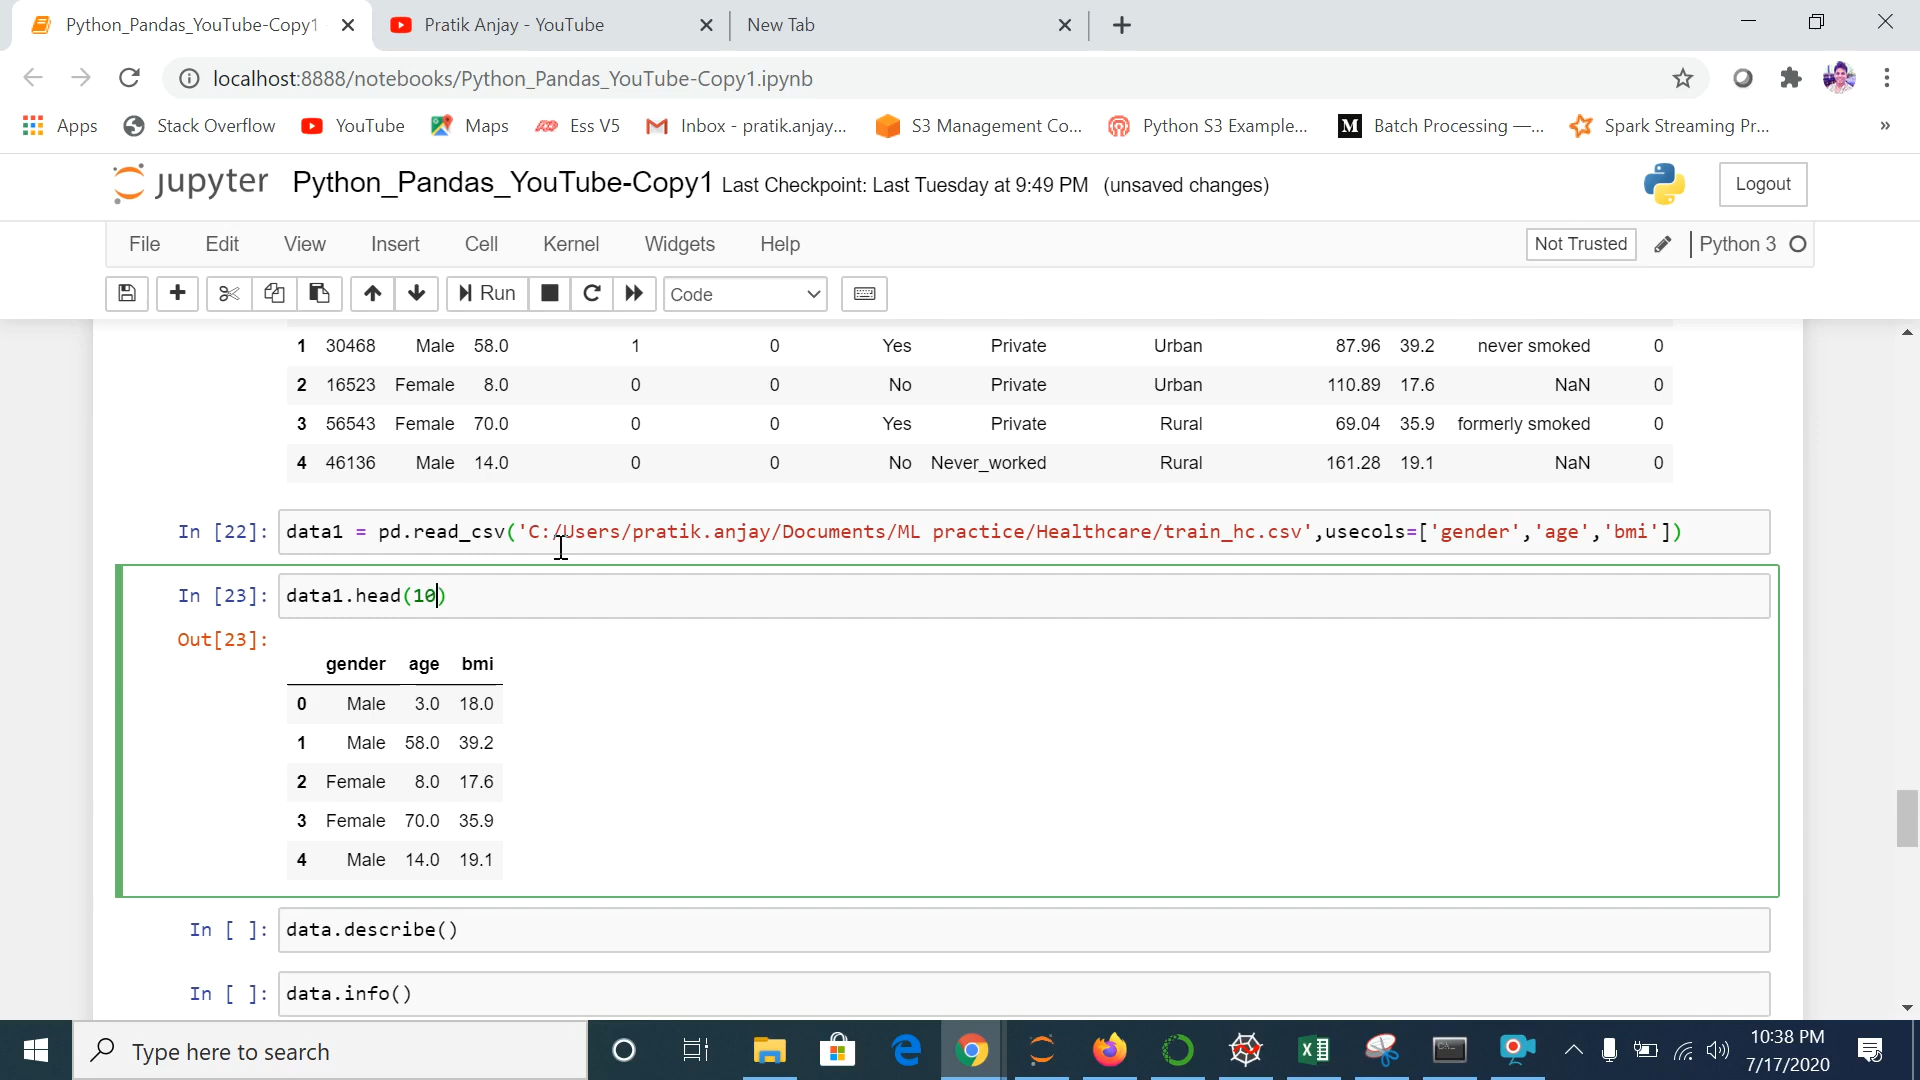 Python_Pandas_YouTube-Copy1
Pratik Anjay - YouTube
New Tab
localhost:8888/notebooks/Python_Pandas_YouTube-Copy1.ipynb
Apps Stack Overflow YouTube Maps Ess V5 Inbox - pratik.anjay... S3 Management Co... Python S3 Example... Batch Processing —... Spark Streaming Pr... »
jupyter Python_Pandas_YouTube-Copy1 Last Checkpoint: Last Tuesday at 9:49 PM (unsaved changes) Logout
File Edit View Insert Cell Kernel Widgets Help Not Trusted Python 3
Run Code
1 30468 Male 58.0 1 0 Yes Private Urban 87.96 39.2 never smoked 0
2 16523 Female 8.0 0 0 No Private Urban 110.89 17.6 NaN 0
3 56543 Female 70.0 0 0 Yes Private Rural 69.04 35.9 formerly smoked 0
4 46136 Male 14.0 0 0 No Never_worked Rural 161.28 19.1 NaN 0
In [22]: data1 = pd.read_csv('C:/Users/pratik.anjay/Documents/ML practice/Healthcare/train_hc.csv',usecols=['gender','age','bmi'])
In [23]: data1.head(10)
Out[23]:
gender age bmi
0 Male 3.0 18.0
1 Male 58.0 39.2
2 Female 8.0 17.6
3 Female 70.0 35.9
4 Male 14.0 19.1
In [ ]: data.describe()
In [ ]: data.info()
Type here to search
10:38 PM
7/17/2020